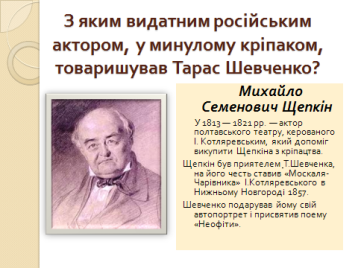 З яким видатним російським
актором, у минулому кріпаком,
товаришував Тарас Шевченко?
Михайло
Семенович Щепкін
У 1813 — 1821 рр. — актор
полтавського театру, керованого
І. Котляревським, який допоміг
викупити Щепкіна з кріпацтва.
Щепкін був приятелем Т.Шевченка,
на його честь ставив «Москаля-
Чарівника» І.Котляревського в
Нижньому Новгороді 1857.
Шевченко подарував йому свій
автопортрет і присвятив поему
«Неофіти».